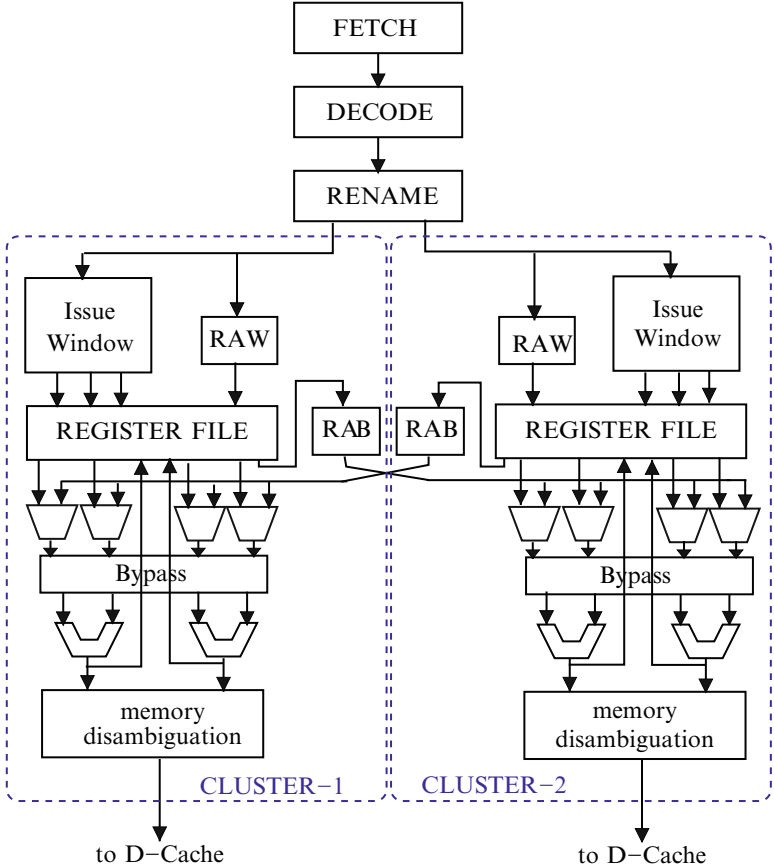 FETCH
DECODE
RENAME
Issue
Window
RAW
RAW
Issue
Window
REGISTER FILE
RAB
RAB
REGISTER FILE
Bypass
Bypass
memory
disambiguation
memory
disambiguation
CLUSTER−1
CLUSTER−2
to D−Cache
to D−Cache